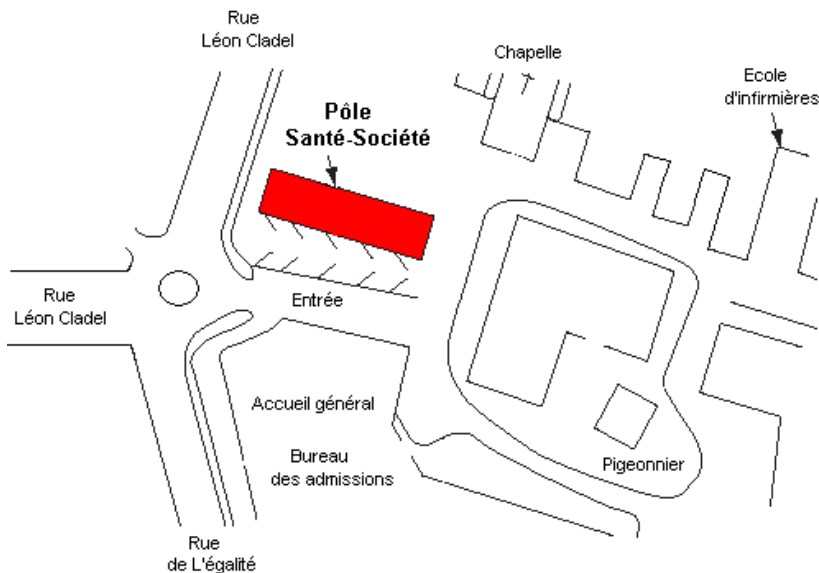 Rue
Léon Cladel
Chapelle
Ecole
d'infirmières
Pôle
Santé-Société
Rue
Léon Cladel
Entrée
Accueil général
Bureau
des admissions
Pigeonnier
Rue
de L'égalité